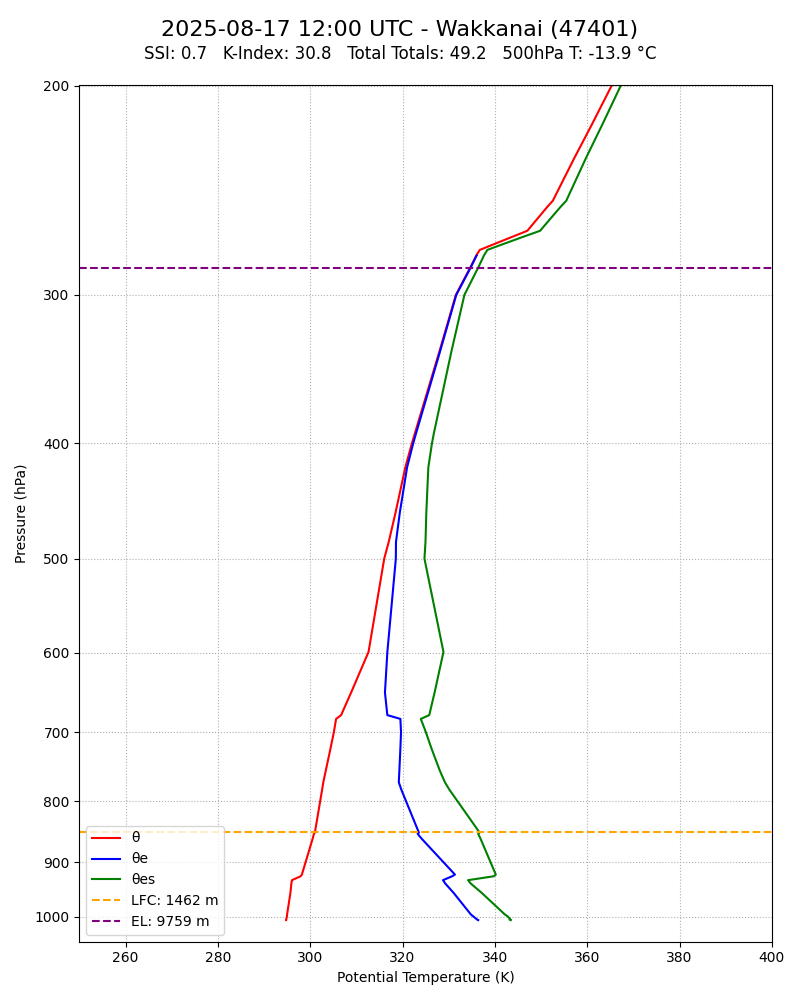 2025-08-17 12:00 UTC - Wakkanai (47401)
SSI: 0.7   K-Index: 30.8   Total Totals: 49.2   500hPa T: -13.9 °C
200
300
400
500
600
700
800
900
1000
Pressure (hPa)
θ
θe
θes
LFC: 1462 m
EL: 9759 m
260 280 300 320 340 360 380 400
Potential Temperature (K)